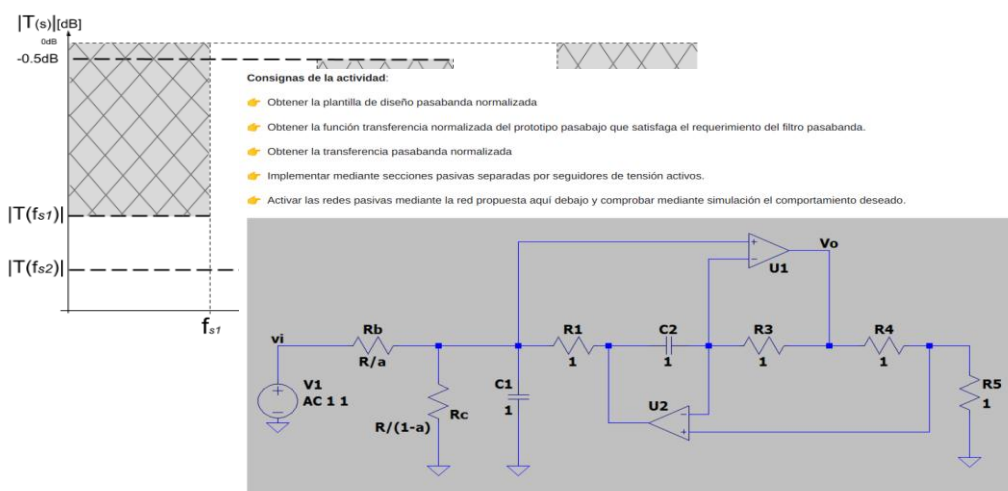 |T(s)|[dB]
0dB
-0.5dB
|T(fs1)|
|T(fs2)|
fs1
Consignas de la actividad:
Obtener la plantilla de diseño pasabanda normalizada
Obtener la función transferencia normalizada del prototipo pasabajo que satisfaga el requerimiento del filtro pasabanda.
Obtener la transferencia pasabanda normalizada
Implementar mediante secciones pasivas separadas por seguidores de tensión activos.
Activar las redes pasivas mediante la red propuesta aquí debajo y comprobar mediante simulación el comportamiento deseado.
+
−
U1
Vo
vi
Rb
R/a
R1
1
C2
1
R3
1
R4
1
V1
AC 1 1
+
−
Rc
R/(1-a)
C1
1
U2
−
+
R5
1